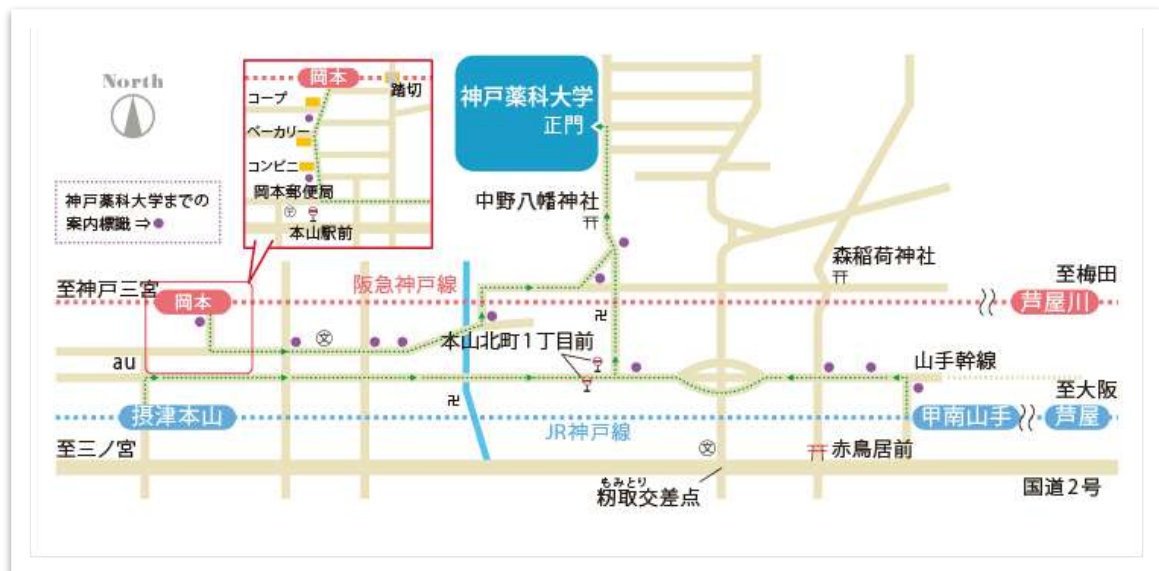 North
神戸薬科大学までの
案内標識 ⇒
岡本
踏切
コープ
ベーカリー
コンビニ
岡本郵便局
〒
本山駅前
神戸薬科大学
正門
中野八幡神社
森稲荷神社
至神戸三宮
岡本
阪急神戸線
至梅田
芦屋川
文
卍
本山北町1丁目前
au
山手幹線
至大阪
卍
摂津本山
JR神戸線
甲南山手
芦屋
至三ノ宮
文
赤鳥居前
もみとり
籾取交差点
国道2号